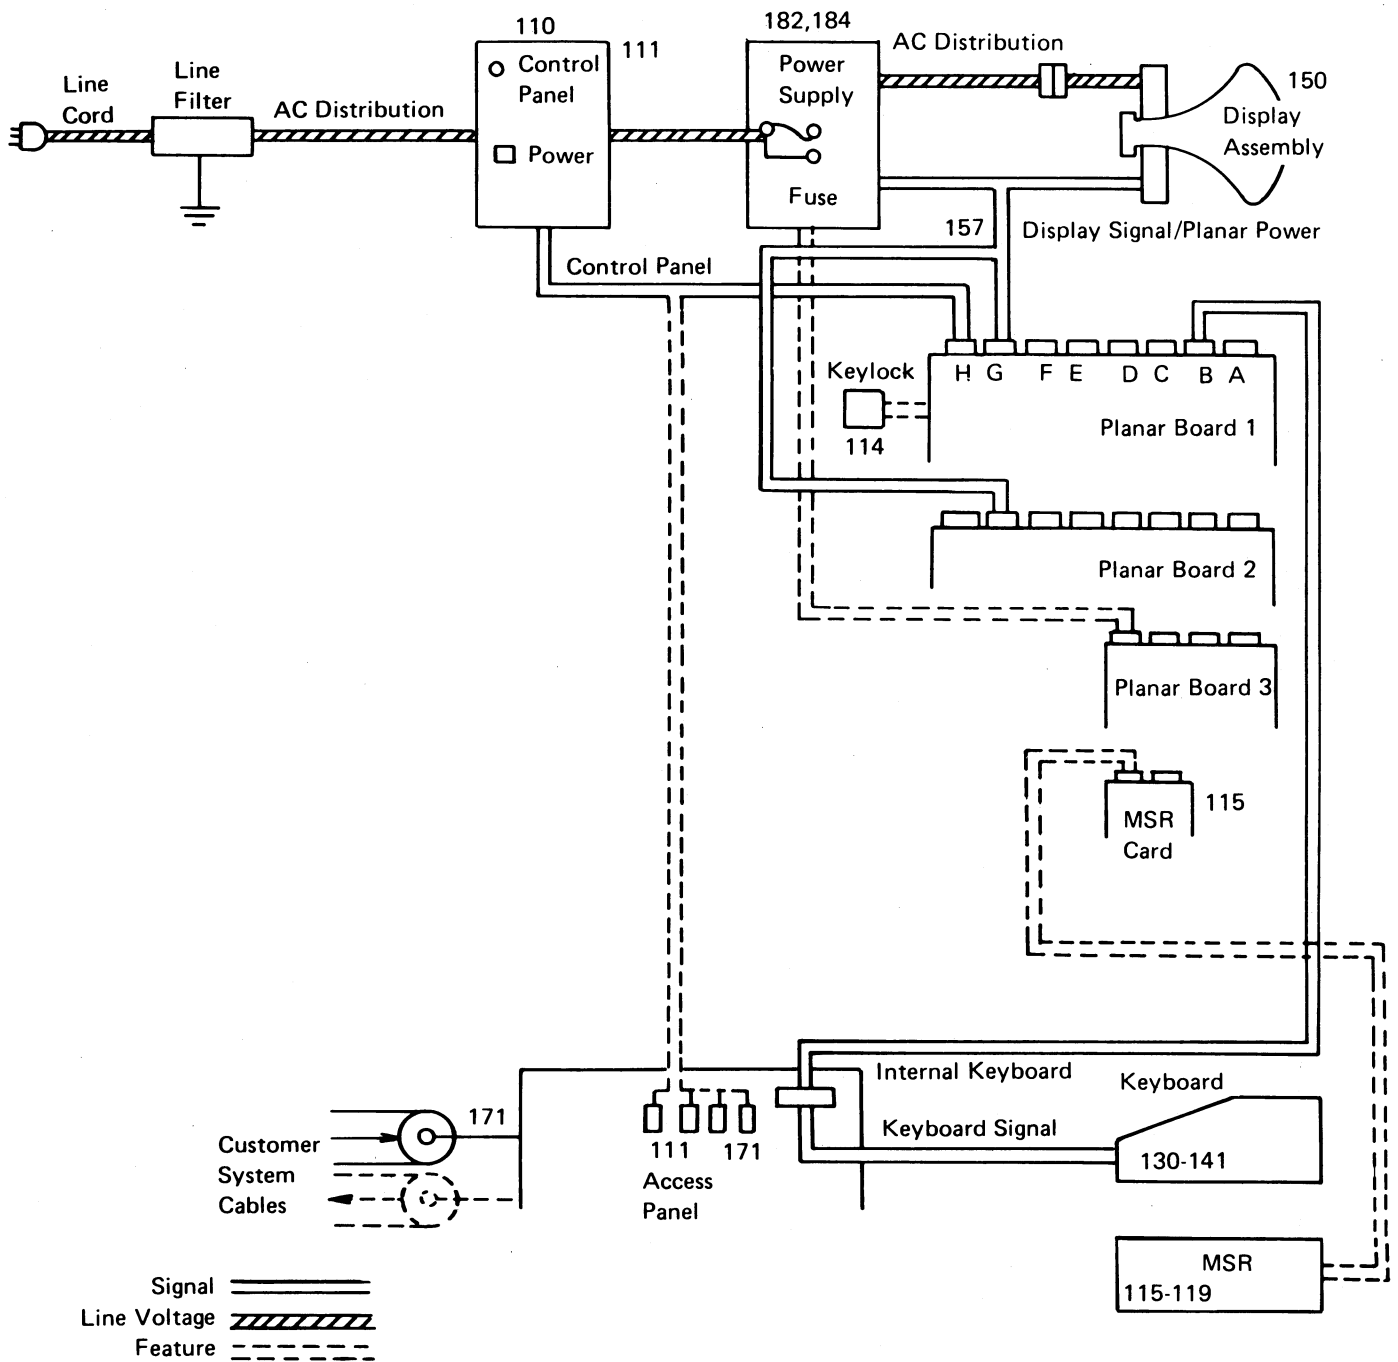 110
182,184
111
AC Distribution
Line
Cord
Line
Filter
AC Distribution
Control
Panel
Power
Power
Supply
Fuse
150
Display
Assembly
157
Display Signal/Planar Power
Control Panel
Keylock
114
H G F E D C B A
Planar Board 1
Planar Board 2
Planar Board 3
115
MSR
Card
Internal Keyboard
Keyboard
171
Customer
System
Cables
111
171
Access
Panel
Keyboard Signal
130-141
MSR
115-119
Signal
Line Voltage
Feature